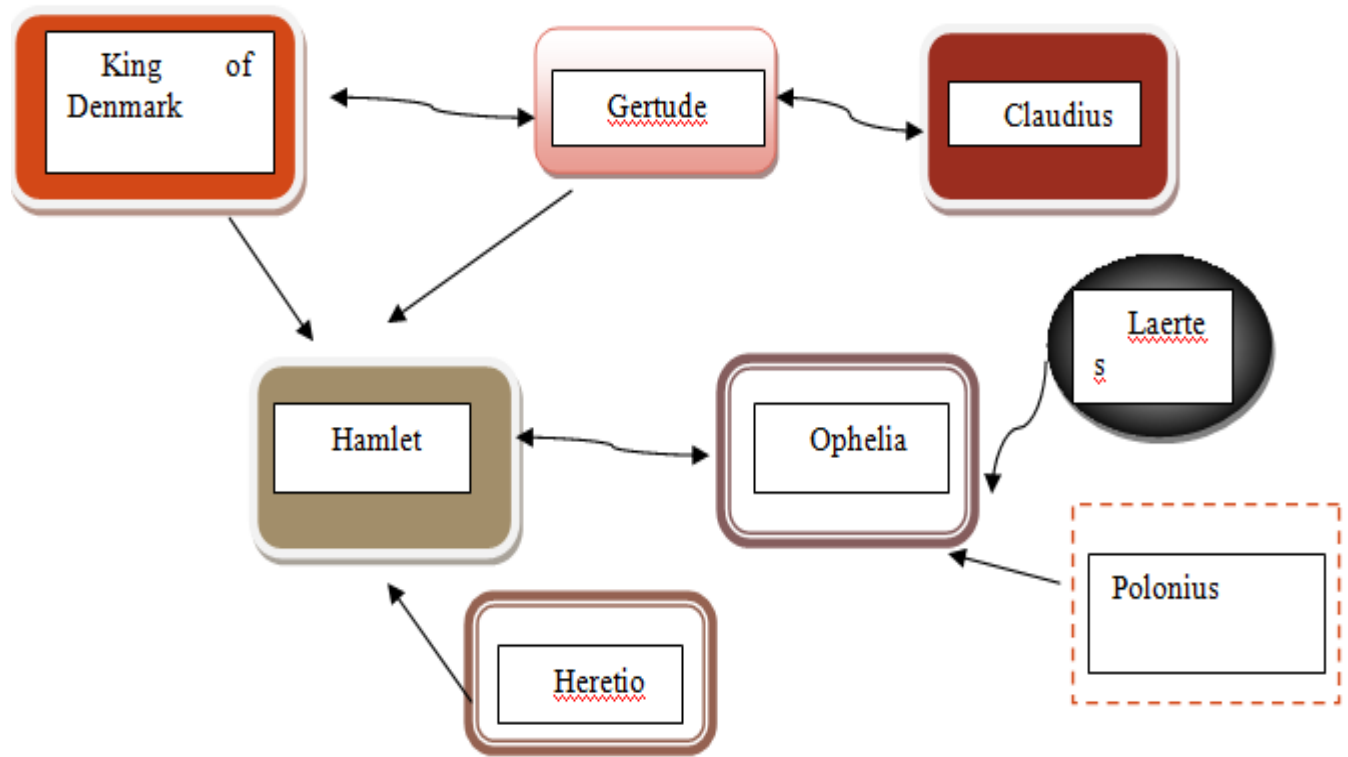 King of
Denmark
Gertude
Claudius
Laerte
s
Hamlet
Ophelia
Polonius
Heretio